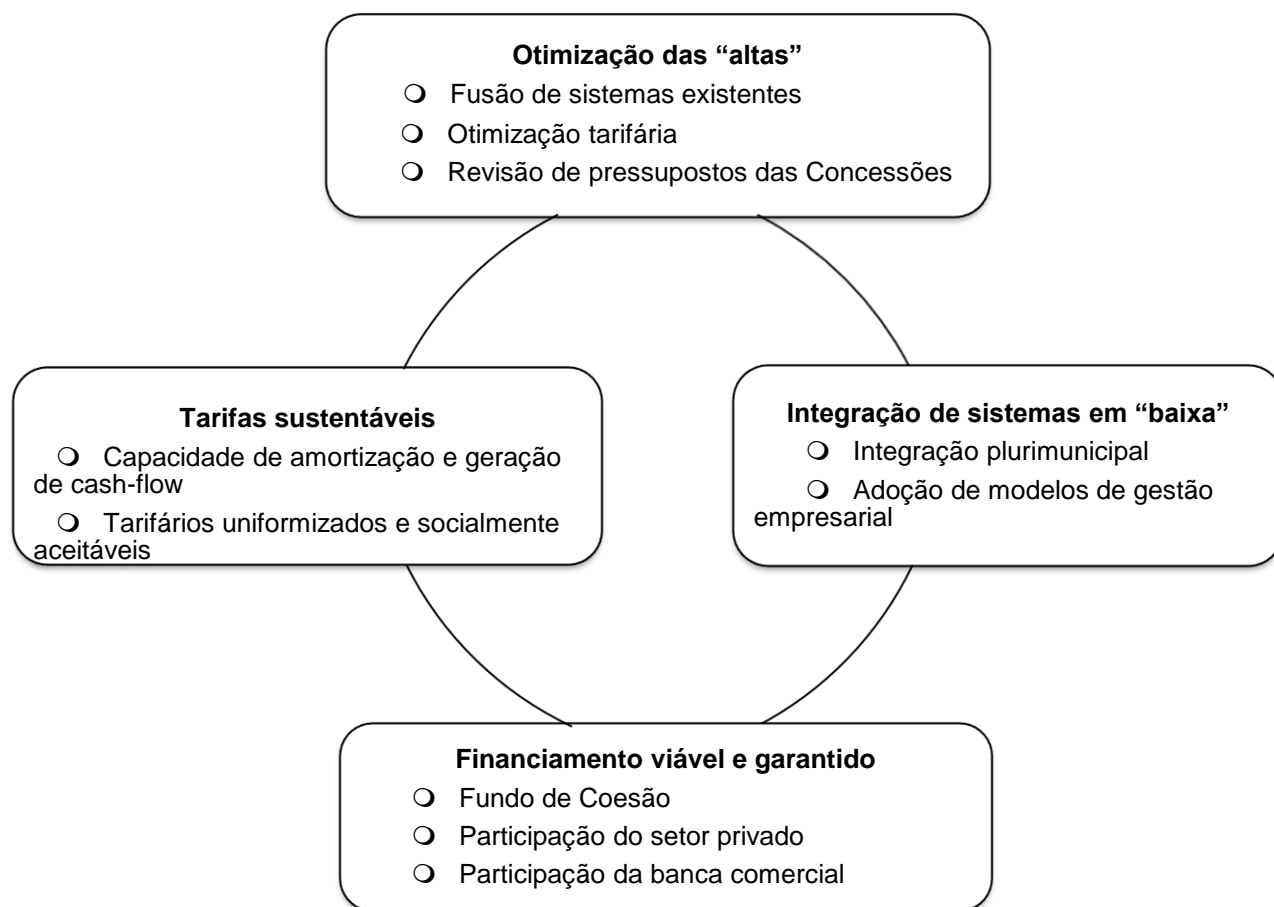 Otimização das “altas”
❍ Fusão de sistemas existentes
❍ Otimização tarifária
❍ Revisão de pressupostos das Concessões
Tarifas sustentáveis
❍ Capacidade de amortização e geração
de cash-flow
❍ Tarifários uniformizados e socialmente
aceitáveis
Integração de sistemas em “baixa”
❍ Integração plurimunicipal
❍ Adoção de modelos de gestão
empresarial
Financiamento viável e garantido
❍ Fundo de Coesão
❍ Participação do setor privado
❍ Participação da banca comercial